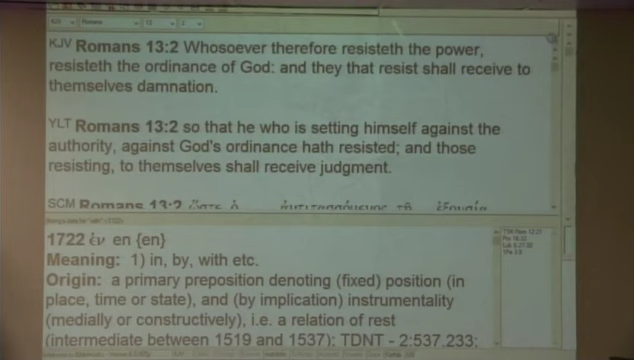 KJV Romans 13:2 Whosoever therefore resisteth the power,
resisteth the ordinance of God: and they that resist shall receive to
themselves damnation.
YLT Romans 13:2 so that he who is setting himself against the
authority, against God's ordinance hath resisted; and those
resisting, to themselves shall receive judgment.
SCM Romans 13:2 ὥστε ὁ ἀντιτασσόμενος τῇ ἐξουσίᾳ
1722 ἐν en {en}
Meaning: 1) in, by, with etc.
Origin: a primary preposition denoting (fixed) position (in
place, time or state), and (by implication) instrumentality
(medially or constructively), i.e. a relation of rest
(intermediate between 1519 and 1537); TDNT - 2:537,233;